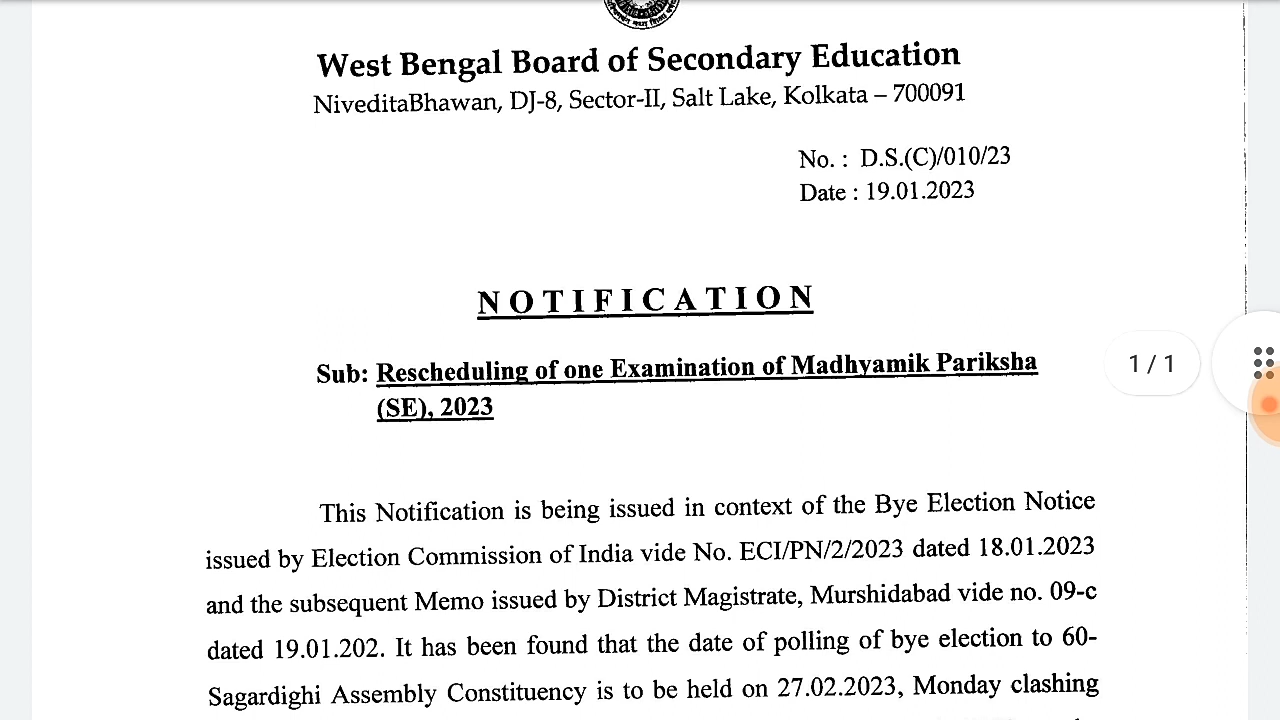 West Bengal Board of Secondary Education
NiveditaBhawan, DJ-8, Sector-II, Salt Lake, Kolkata – 700091
No. : D.S.(C)/010/23
Date : 19.01.2023
NOTIFICATION
Sub: Rescheduling of one Examination of Madhyamik Pariksha
(SE), 2023
1 / 1
This Notification is being issued in context of the Bye Election Notice
issued by Election Commission of India vide No. ECI/PN/2/2023 dated 18.01.2023
and the subsequent Memo issued by District Magistrate, Murshidabad vide no. 09-c
dated 19.01.202. It has been found that the date of polling of bye election to 60-
Sagardighi Assembly Constituency is to be held on 27.02.2023, Monday clashing